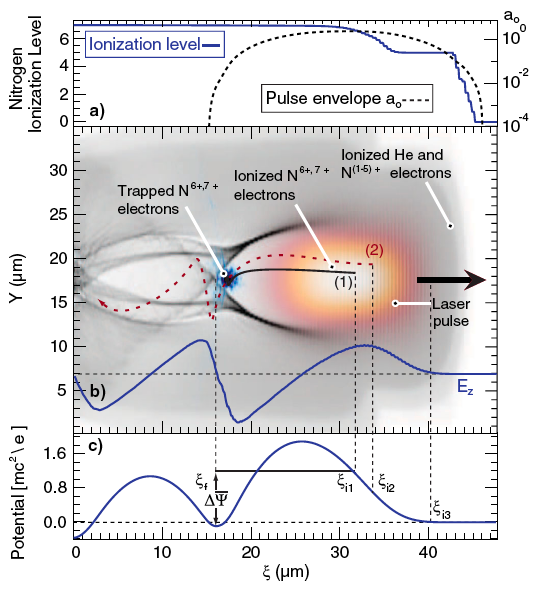 a₀
Nitrogen
Ionization Level
6
4
2
0
Ionization level
Pulse envelope a₀
10⁰
10⁻²
10⁻⁴
a)
Y (μm)
30
25
20
15
10
5
Trapped N⁶⁺,⁷⁺
electrons
Ionized N⁶⁺,⁷⁺
electrons
Ionized He and
N⁽¹⁻⁵⁾⁺ electrons
(2)
(1)
Laser
pulse
b)
E_z
Potential [mc² \ e ]
1.6
0.8
0.0
c)
ξ_f
ΔΨ̅
ξ_i1
ξ_i2
ξ_i3
0
10
20
30
40
ξ (μm)